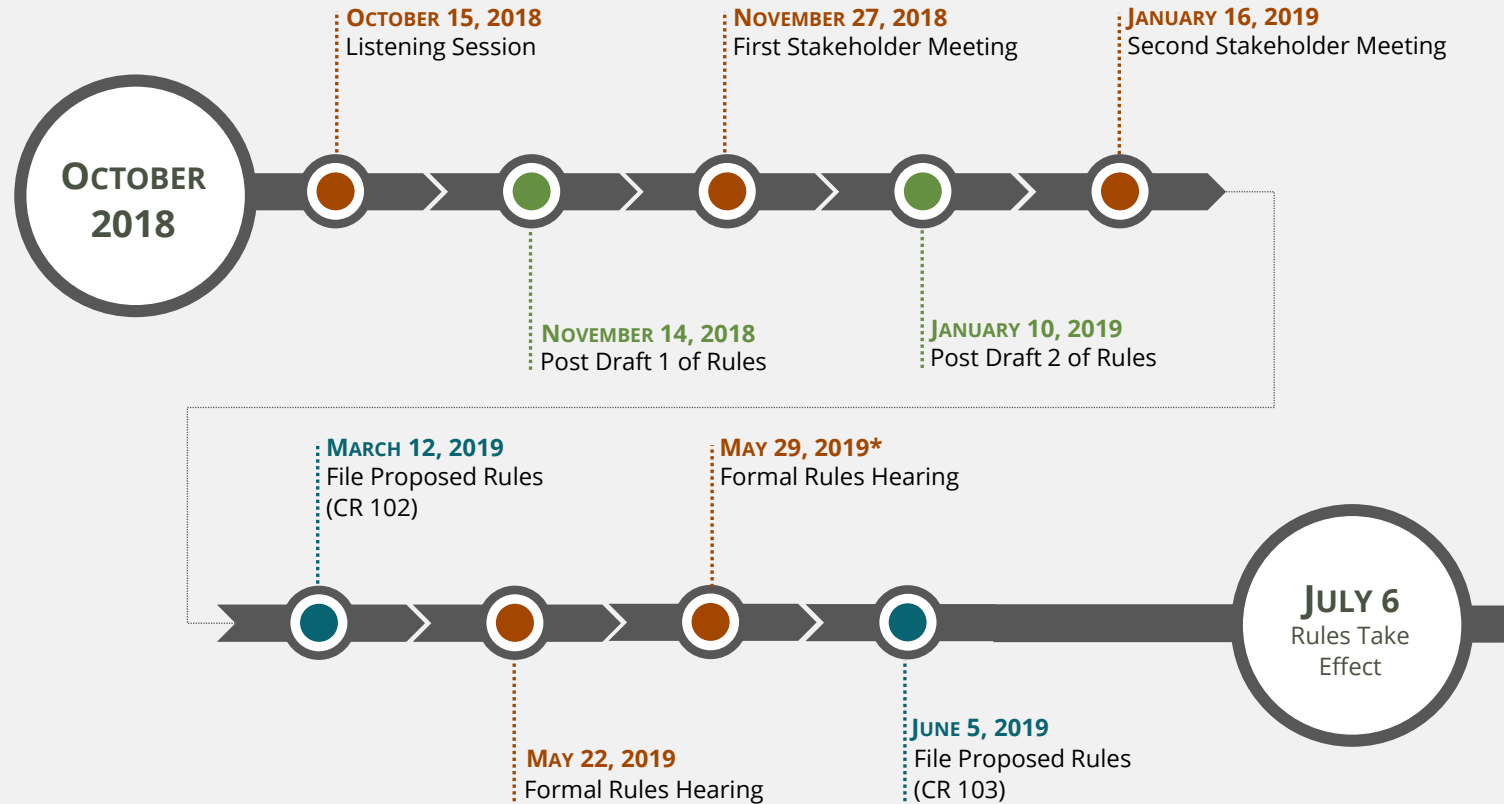 OCTOBER 15, 2018
Listening Session
NOVEMBER 27, 2018
First Stakeholder Meeting
JANUARY 16, 2019
Second Stakeholder Meeting
OCTOBER
2018
NOVEMBER 14, 2018
Post Draft 1 of Rules
JANUARY 10, 2019
Post Draft 2 of Rules
MARCH 12, 2019
File Proposed Rules
(CR 102)
MAY 29, 2019*
Formal Rules Hearing
JULY 6
Rules Take
Effect
MAY 22, 2019
Formal Rules Hearing
JUNE 5, 2019
File Proposed Rules
(CR 103)